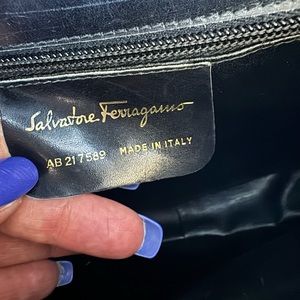 Salvatore Ferragamo
AB 217589 MADE IN ITALY